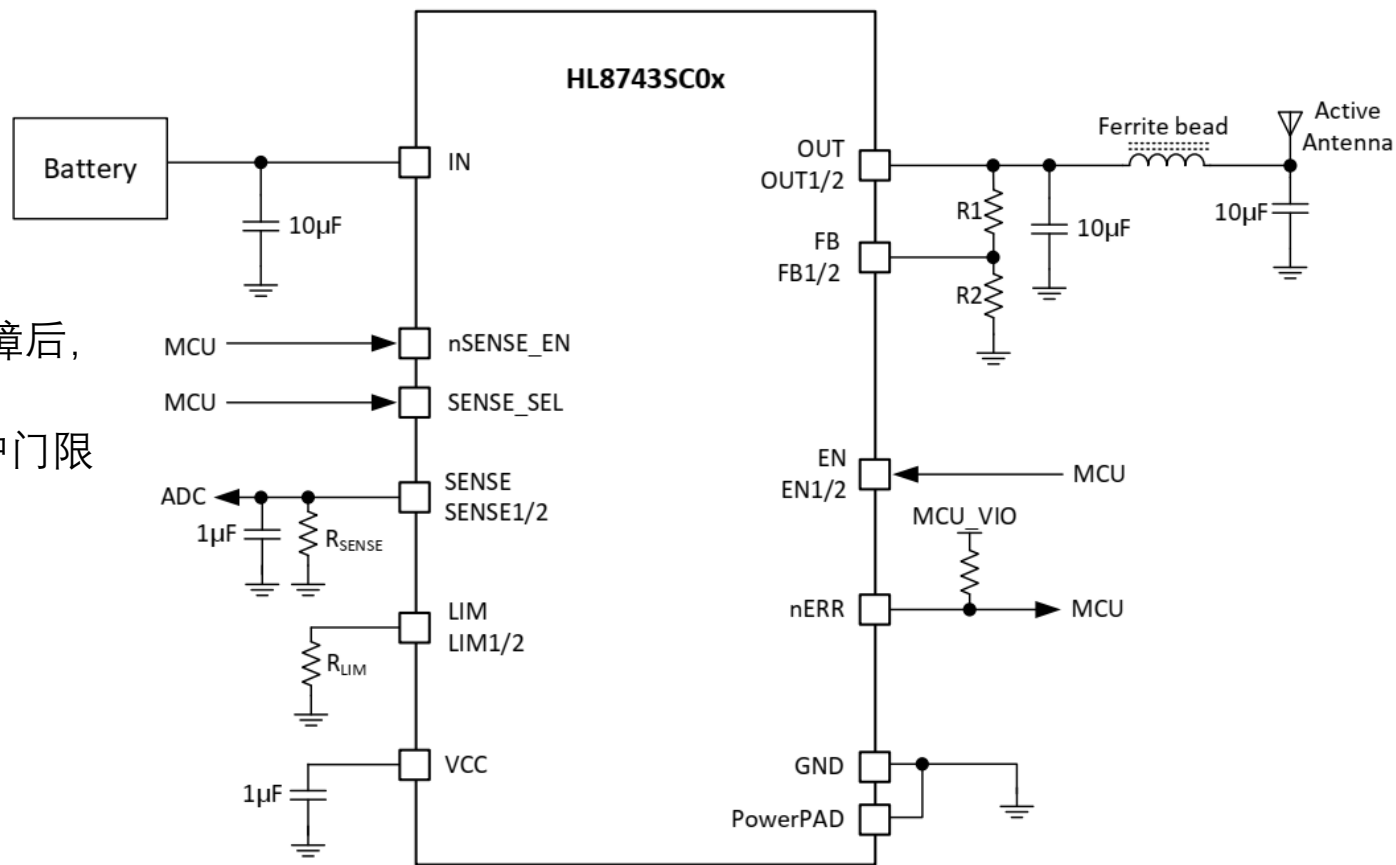 HL8743SC0x
Battery
IN
10μF
障后，
MCU
nSENSE_EN
MCU
SENSE_SEL
门限
ADC
SENSE
SENSE1/2
1μF
RSENSE
LIM
LIM1/2
RLIM
VCC
1μF
OUT
OUT1/2
Ferrite bead
Active
Antenna
R1
10μF
10μF
FB
FB1/2
R2
EN
EN1/2
MCU
MCU_VIO
nERR
MCU
GND
PowerPAD